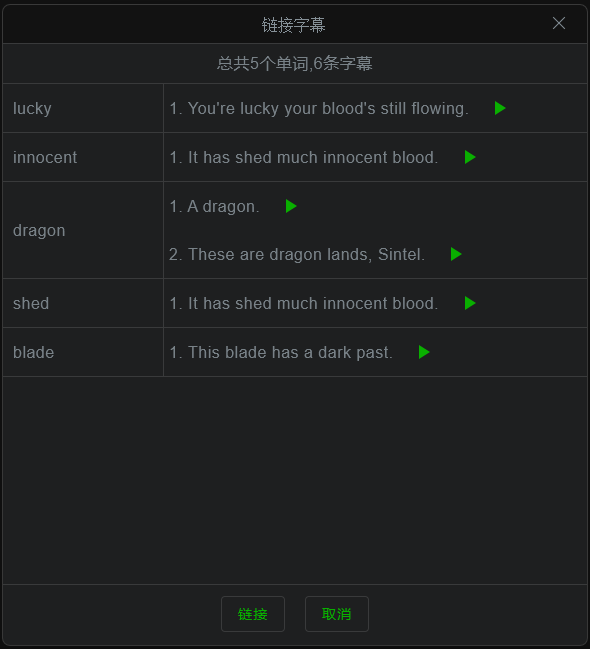 链接字幕
总共5个单词,6条字幕
lucky
1. You're lucky your blood's still flowing.
innocent
1. It has shed much innocent blood.
dragon
1. A dragon.
2. These are dragon lands, Sintel.
shed
1. It has shed much innocent blood.
blade
1. This blade has a dark past.
链接
取消